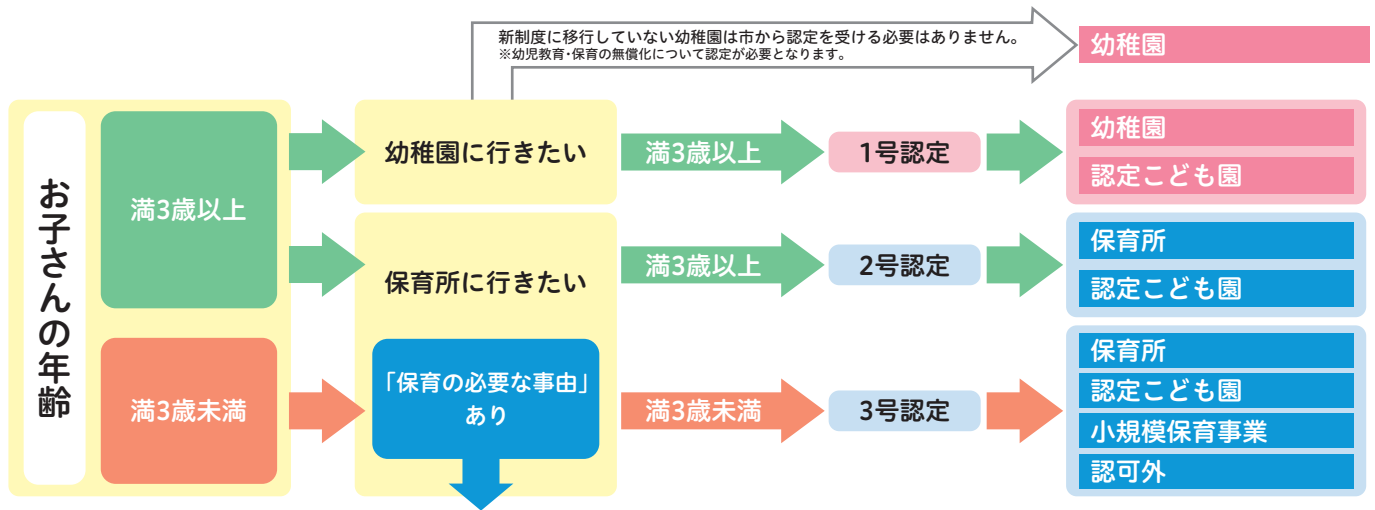 新制度に移行していない幼稚園は市から認定を受ける必要はありません。
※幼児教育・保育の無償化について認定が必要となります。
幼稚園
お子さんの年齢
満3歳以上
幼稚園に行きたい
満3歳以上
1号認定
幼稚園
認定こども園
保育所に行きたい
満3歳以上
2号認定
保育所
認定こども園
満3歳未満
「保育の必要な事由」
あり
満3歳未満
3号認定
保育所
認定こども園
小規模保育事業
認可外